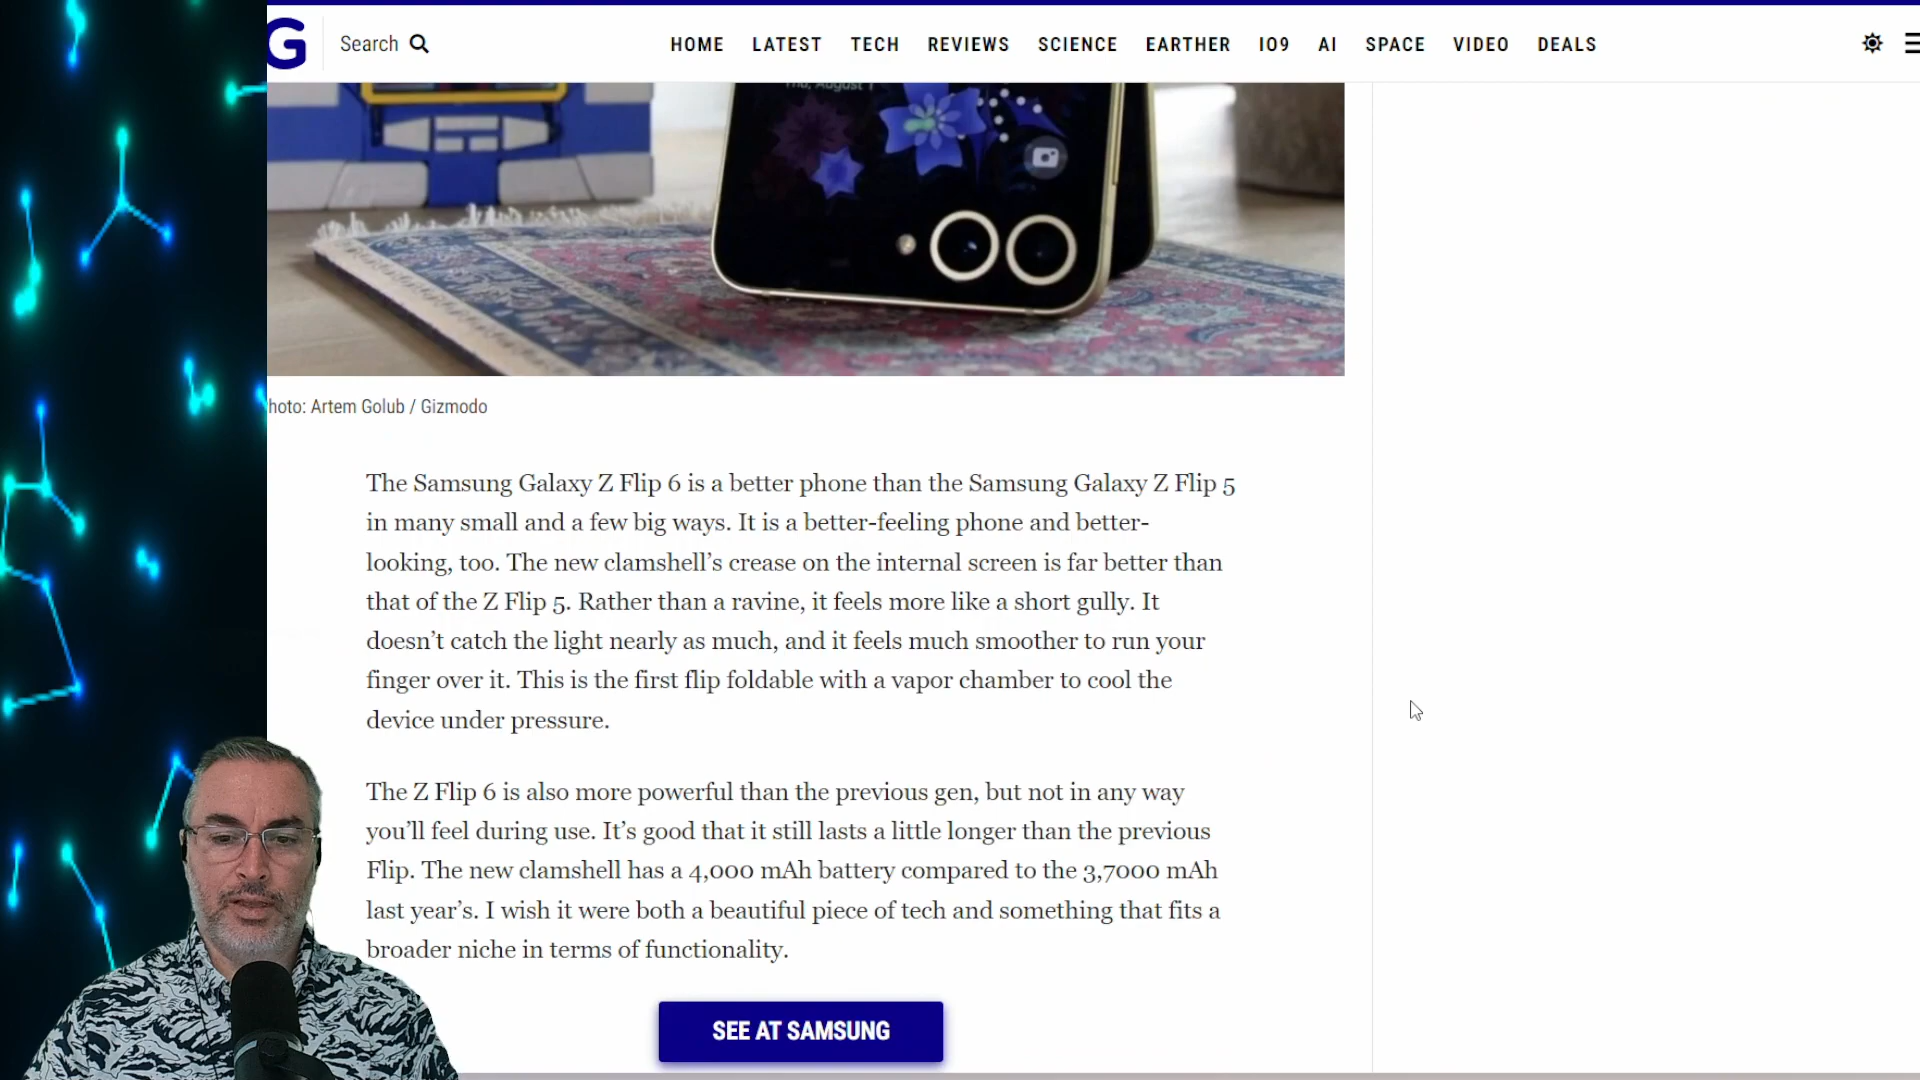 G
Search
HOME LATEST TECH REVIEWS SCIENCE EARTHER IO9 AI SPACE VIDEO DEALS
Thu, August 1
hoto: Artem Golub / Gizmodo
The Samsung Galaxy Z Flip 6 is a better phone than the Samsung Galaxy Z Flip 5
in many small and a few big ways. It is a better-feeling phone and better-
looking, too. The new clamshell’s crease on the internal screen is far better than
that of the Z Flip 5. Rather than a ravine, it feels more like a short gully. It
doesn’t catch the light nearly as much, and it feels much smoother to run your
finger over it. This is the first flip foldable with a vapor chamber to cool the
device under pressure.
The Z Flip 6 is also more powerful than the previous gen, but not in any way
you’ll feel during use. It’s good that it still lasts a little longer than the previous
Flip. The new clamshell has a 4,000 mAh battery compared to the 3,7000 mAh
last year’s. I wish it were both a beautiful piece of tech and something that fits a
broader niche in terms of functionality.
SEE AT SAMSUNG